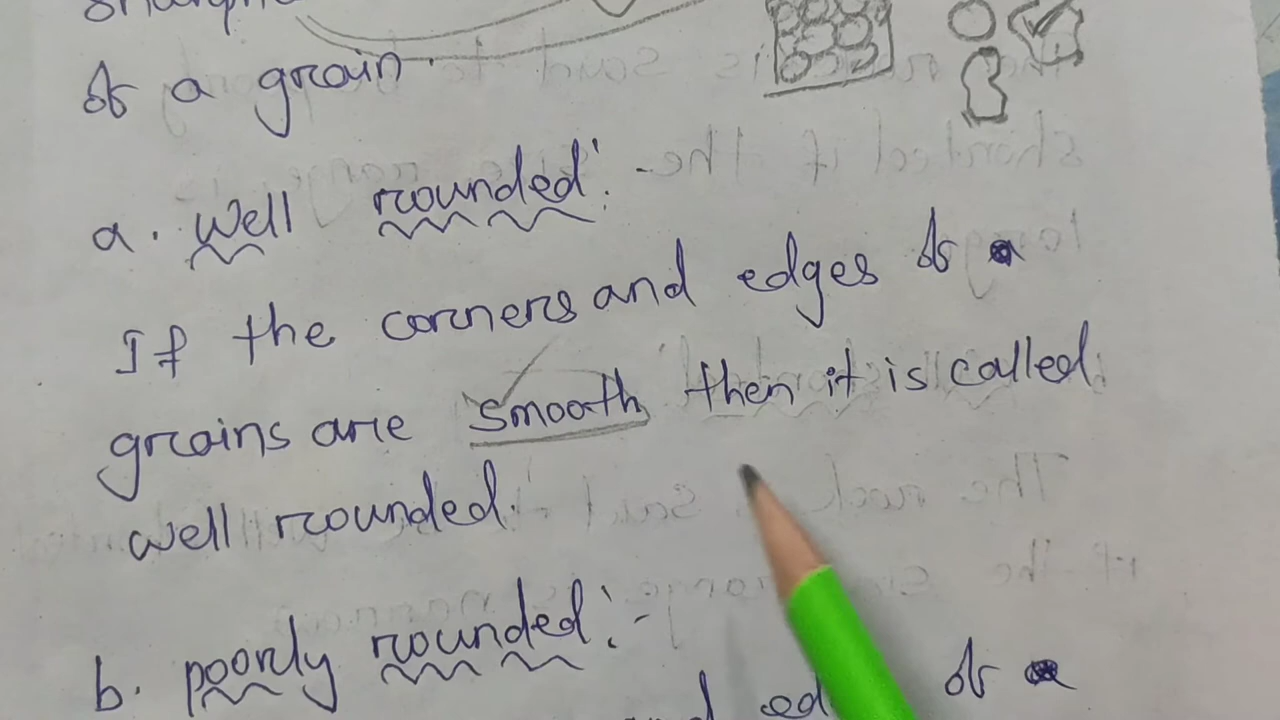 of a grain.
a. Well rounded:-
If the corners and edges of
grains are smooth then it is called
well rounded.
b. poorly rounded:-
of